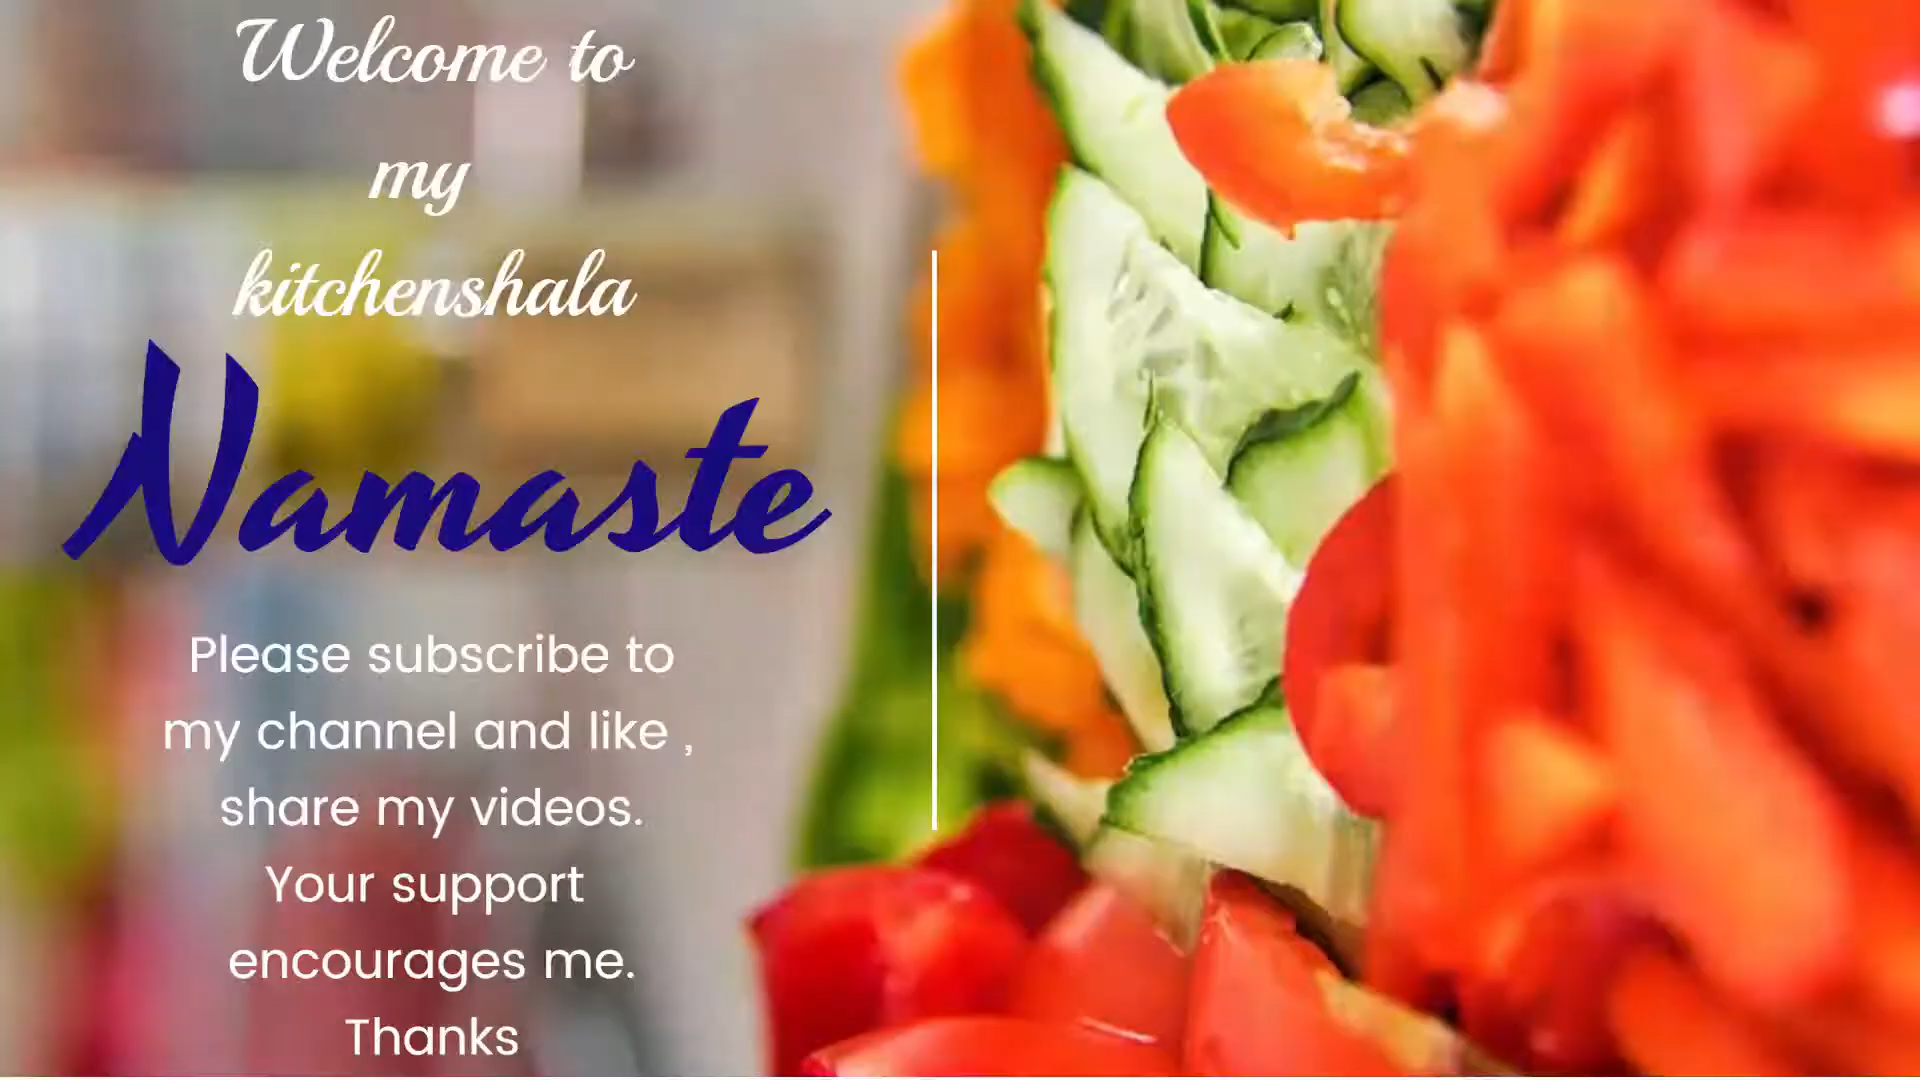 Welcome to
my
kitchenshala
Namaste
Please subscribe to
my channel and like ,
share my videos.
Your support
encourages me.
Thanks